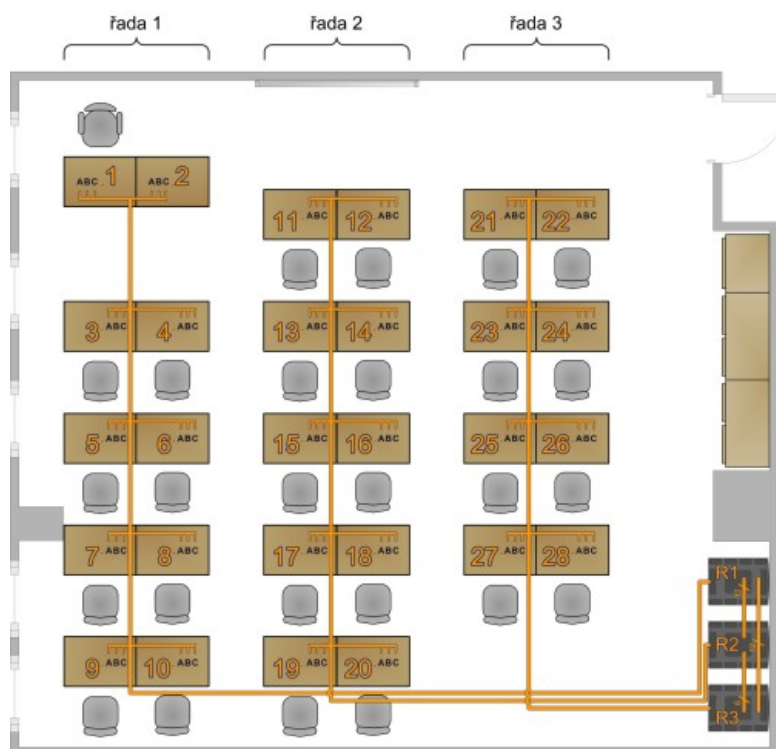 řada 1 řada 2 řada 3
ABC 1 ABC 2
11 ABC 12 ABC 21 ABC 22 ABC
3 ABC 4 ABC 13 ABC 14 ABC 23 ABC 24 ABC
5 ABC 6 ABC 15 ABC 16 ABC 25 ABC 26 ABC
7 ABC 8 ABC 17 ABC 18 ABC 27 ABC 28 ABC
R1
R2
9 ABC 10 ABC 19 ABC 20 ABC
R3